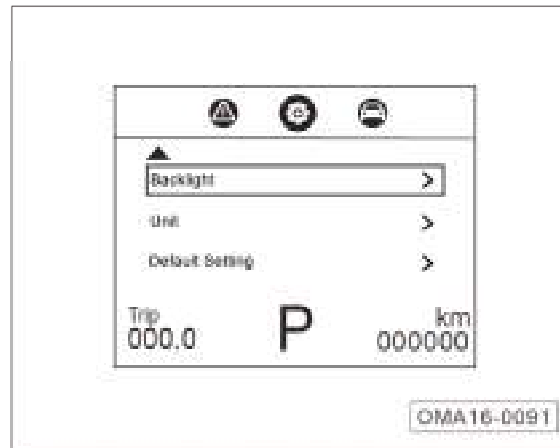 Backlight >
Unit >
Default Setting >
Trip
km
000.0
P
000000
OMA16-0091